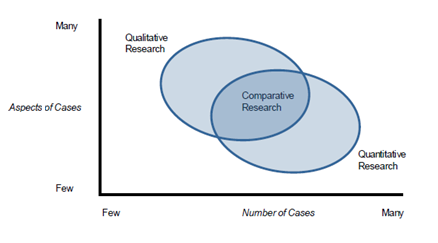 Many
Qualitative
Research
Aspects of Cases
Comparative
Research
Quantitative
Research
Few
Few
Number of Cases
Many